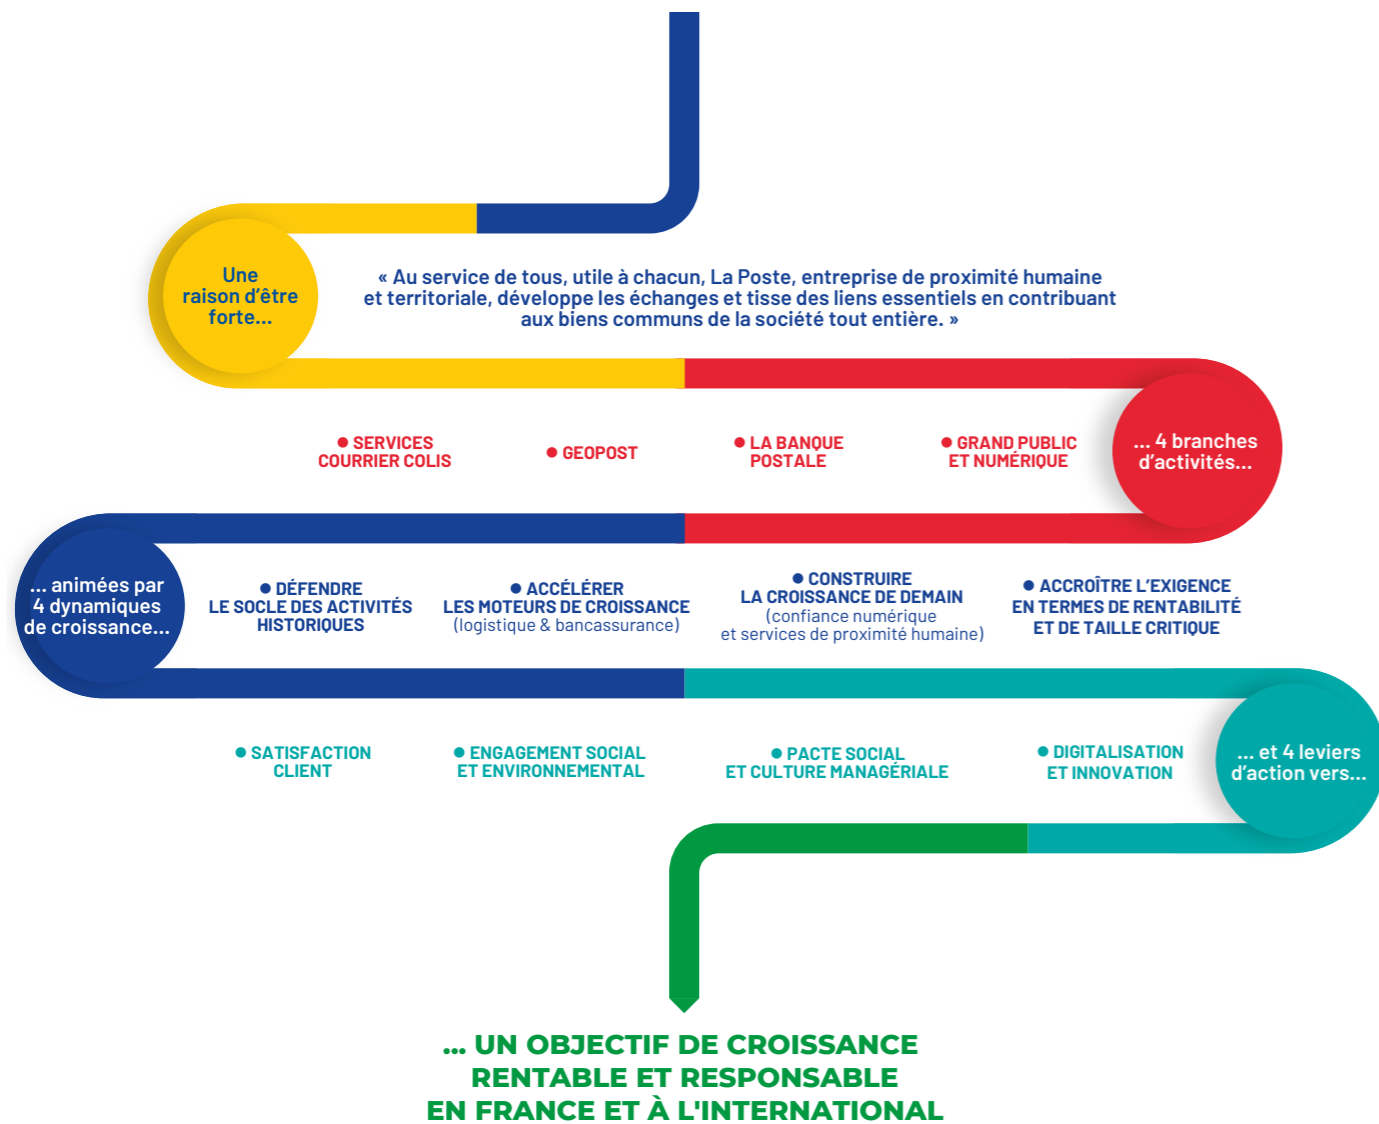 Une
raison d’être
forte...
« Au service de tous, utile à chacun, La Poste, entreprise de proximité humaine
et territoriale, développe les échanges et tisse des liens essentiels en contribuant
aux biens communs de la société tout entière. »
● SERVICES
COURRIER COLIS
● GEOPOST
● LA BANQUE
POSTALE
● GRAND PUBLIC
ET NUMÉRIQUE
... 4 branches
d’activités...
... animées par
4 dynamiques
de croissance...
● DÉFENDRE
LE SOCLE DES ACTIVITÉS
HISTORIQUES
● ACCÉLÉRER
LES MOTEURS DE CROISSANCE
(logistique & bancassurance)
● CONSTRUIRE
LA CROISSANCE DE DEMAIN
(confiance numérique
et services de proximité humaine)
● ACCROÎTRE L’EXIGENCE
EN TERMES DE RENTABILITÉ
ET DE TAILLE CRITIQUE
● SATISFACTION
CLIENT
● ENGAGEMENT SOCIAL
ET ENVIRONNEMENTAL
● PACTE SOCIAL
ET CULTURE MANAGÉRIALE
● DIGITALISATION
ET INNOVATION
... et 4 leviers
d’action vers...
... UN OBJECTIF DE CROISSANCE
RENTABLE ET RESPONSABLE
EN FRANCE ET À L'INTERNATIONAL